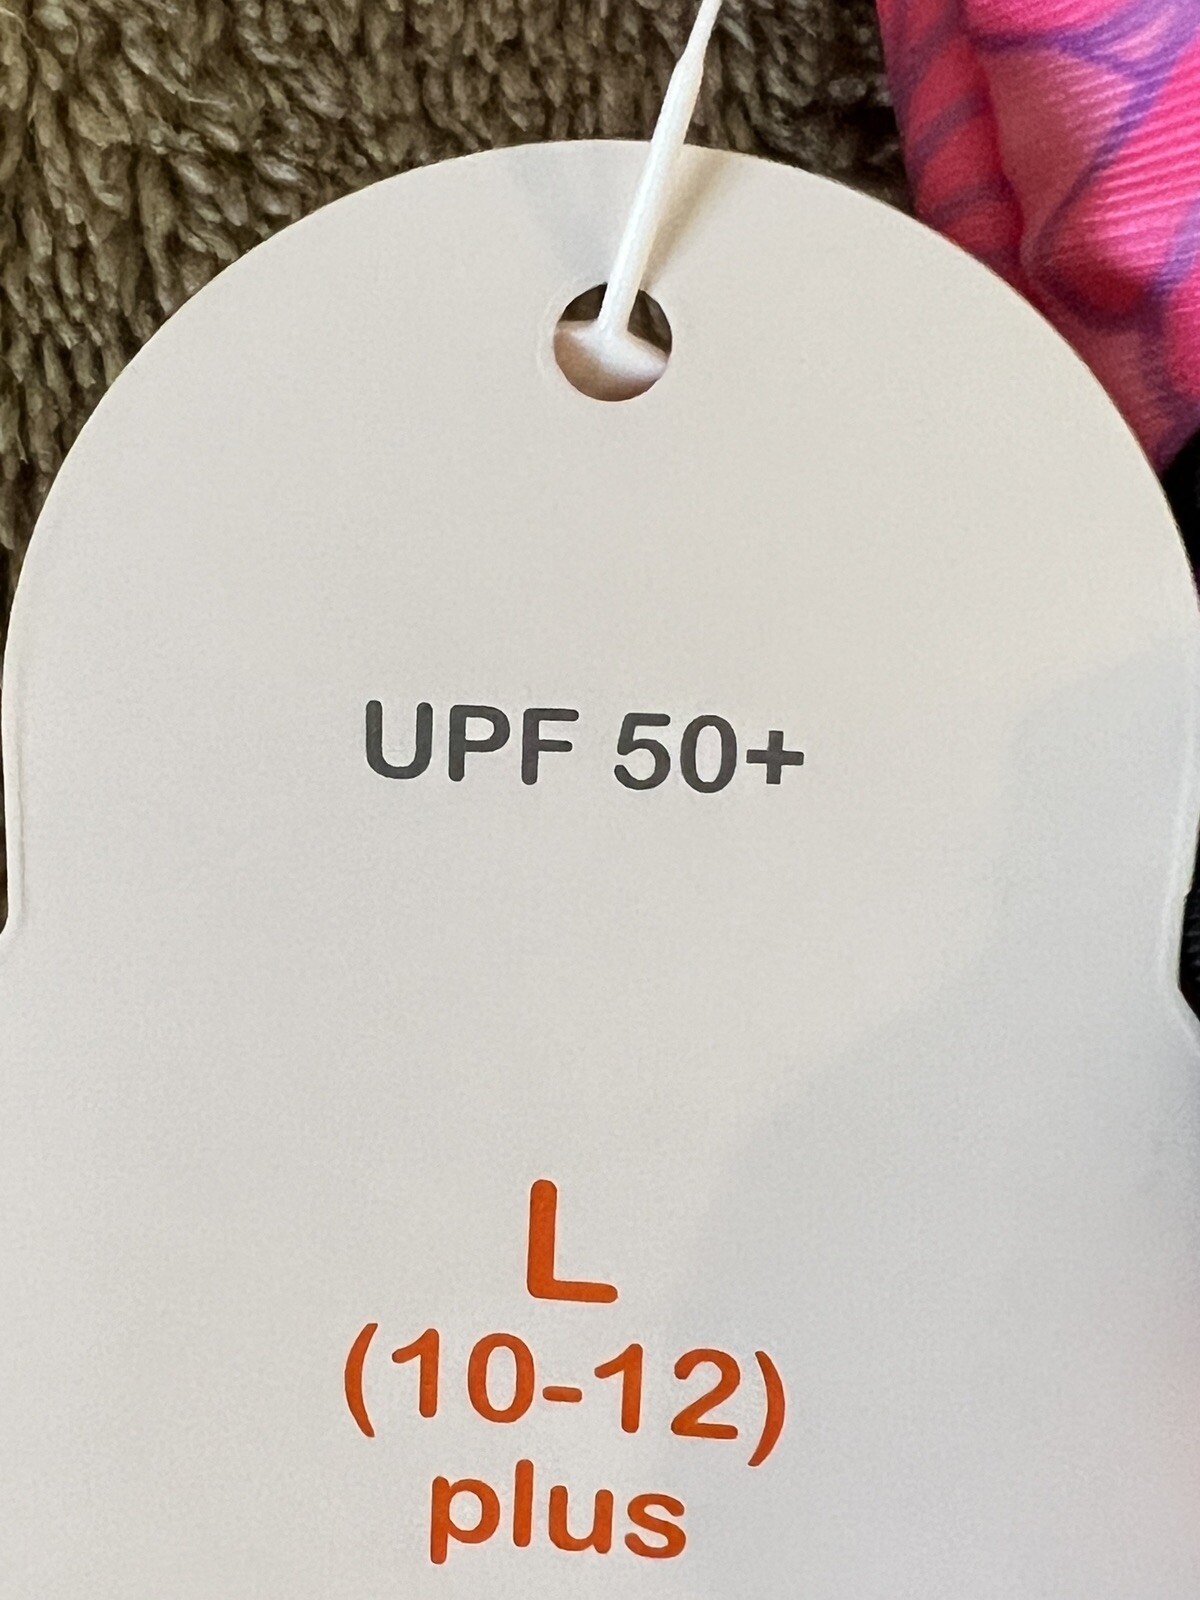 UPF 50+
L
(10-12)
plus